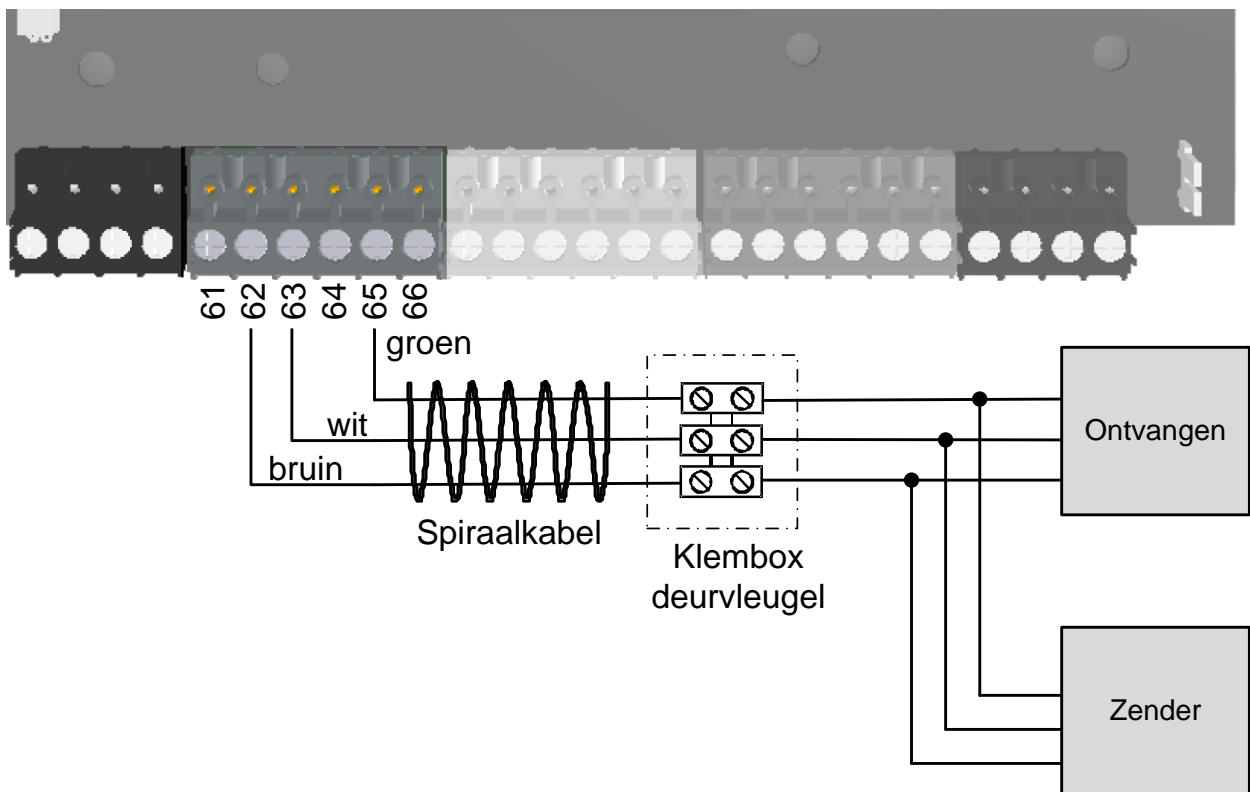 61
62
63
64
65
66
groen
wit
bruin
Spiraalkabel
Klembox
deurvleugel
Ontvangen
Zender